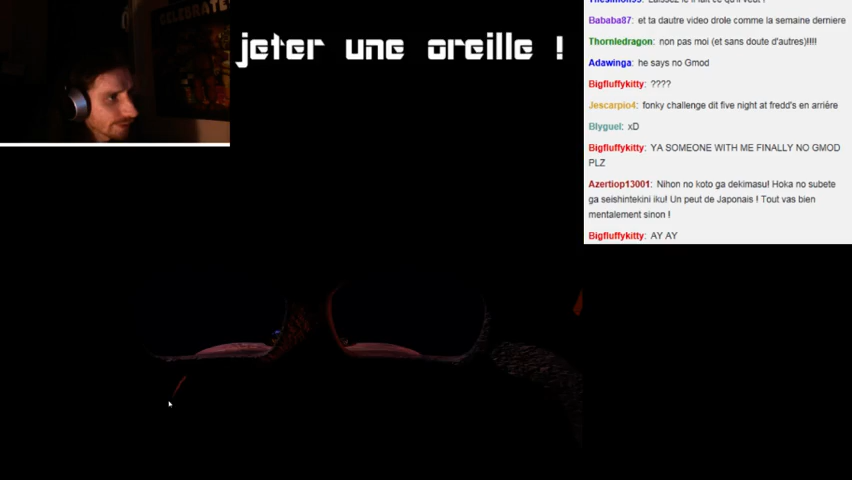 CELEBRATE
jeter une oreille !
Bababa87: et ta dautre video drole comme la semaine derniere
Thornledragon: non pas moi (et sans doute d'autres)!!!!
Adawinga: he says no Gmod
Bigfluffykitty: ????
Jescarpio4: fonky challenge dit five night at fredd's en arrière
Blyguel: xD
Bigfluffykitty: YA SOMEONE WITH ME FINALLY NO GMOD
PLZ
Azertiop13001: Nihon no koto ga dekimasu! Hoka no subete
ga seishintekini iku! Un peut de Japonais ! Tout vas bien
mentalement sinon !
Bigfluffykitty: AY AY